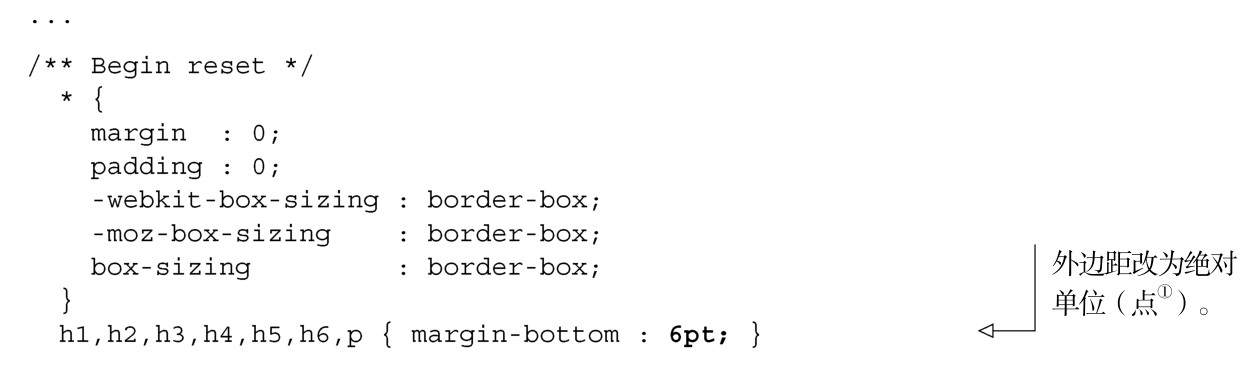 ...
/** Begin reset */
  * {
    margin  : 0;
    padding : 0;
    -webkit-box-sizing : border-box;
    -moz-box-sizing    : border-box;
    box-sizing         : border-box;
  }
  h1,h2,h3,h4,h5,h6,p { margin-bottom : 6pt; }
外边距改为绝对
单位（点①）。